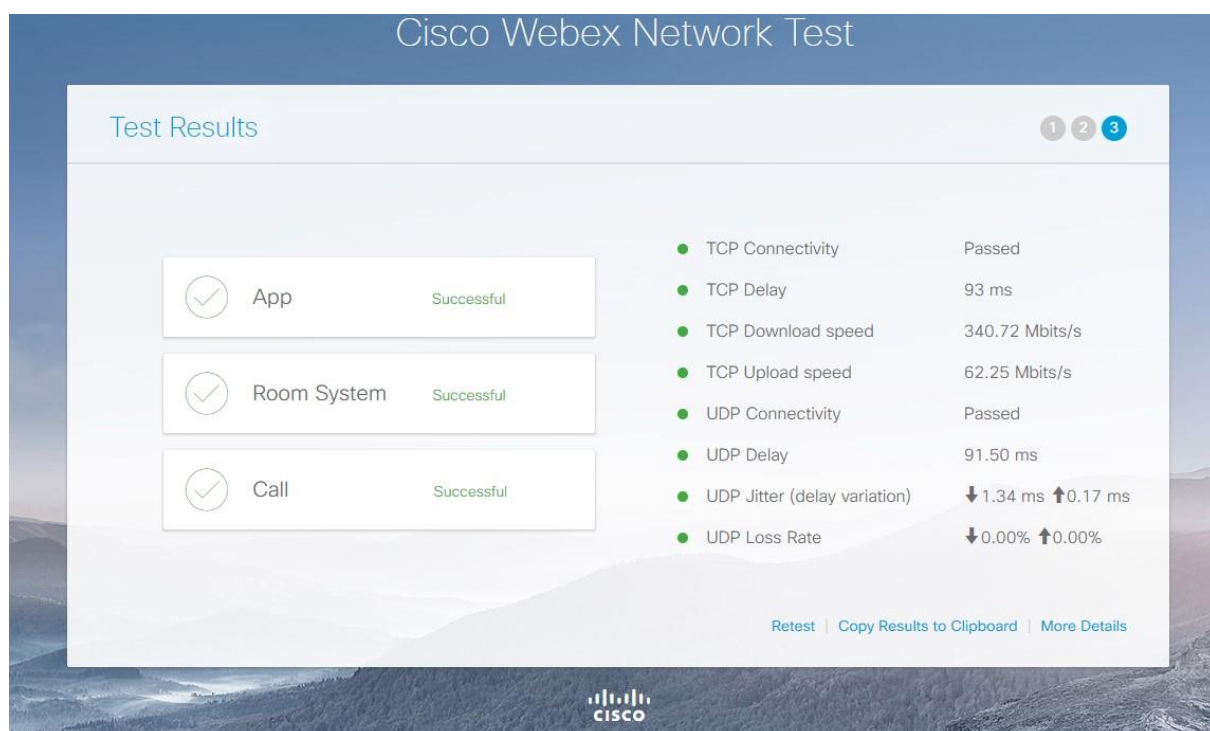 Cisco Webex Network Test
Test Results
1 2 3
App Successful
Room System Successful
Call Successful
TCP Connectivity Passed
TCP Delay 93 ms
TCP Download speed 340.72 Mbits/s
TCP Upload speed 62.25 Mbits/s
UDP Connectivity Passed
UDP Delay 91.50 ms
UDP Jitter (delay variation) 🠋1.34 ms 🠉0.17 ms
UDP Loss Rate 🠋0.00% 🠉0.00%
Retest | Copy Results to Clipboard | More Details
CISCO